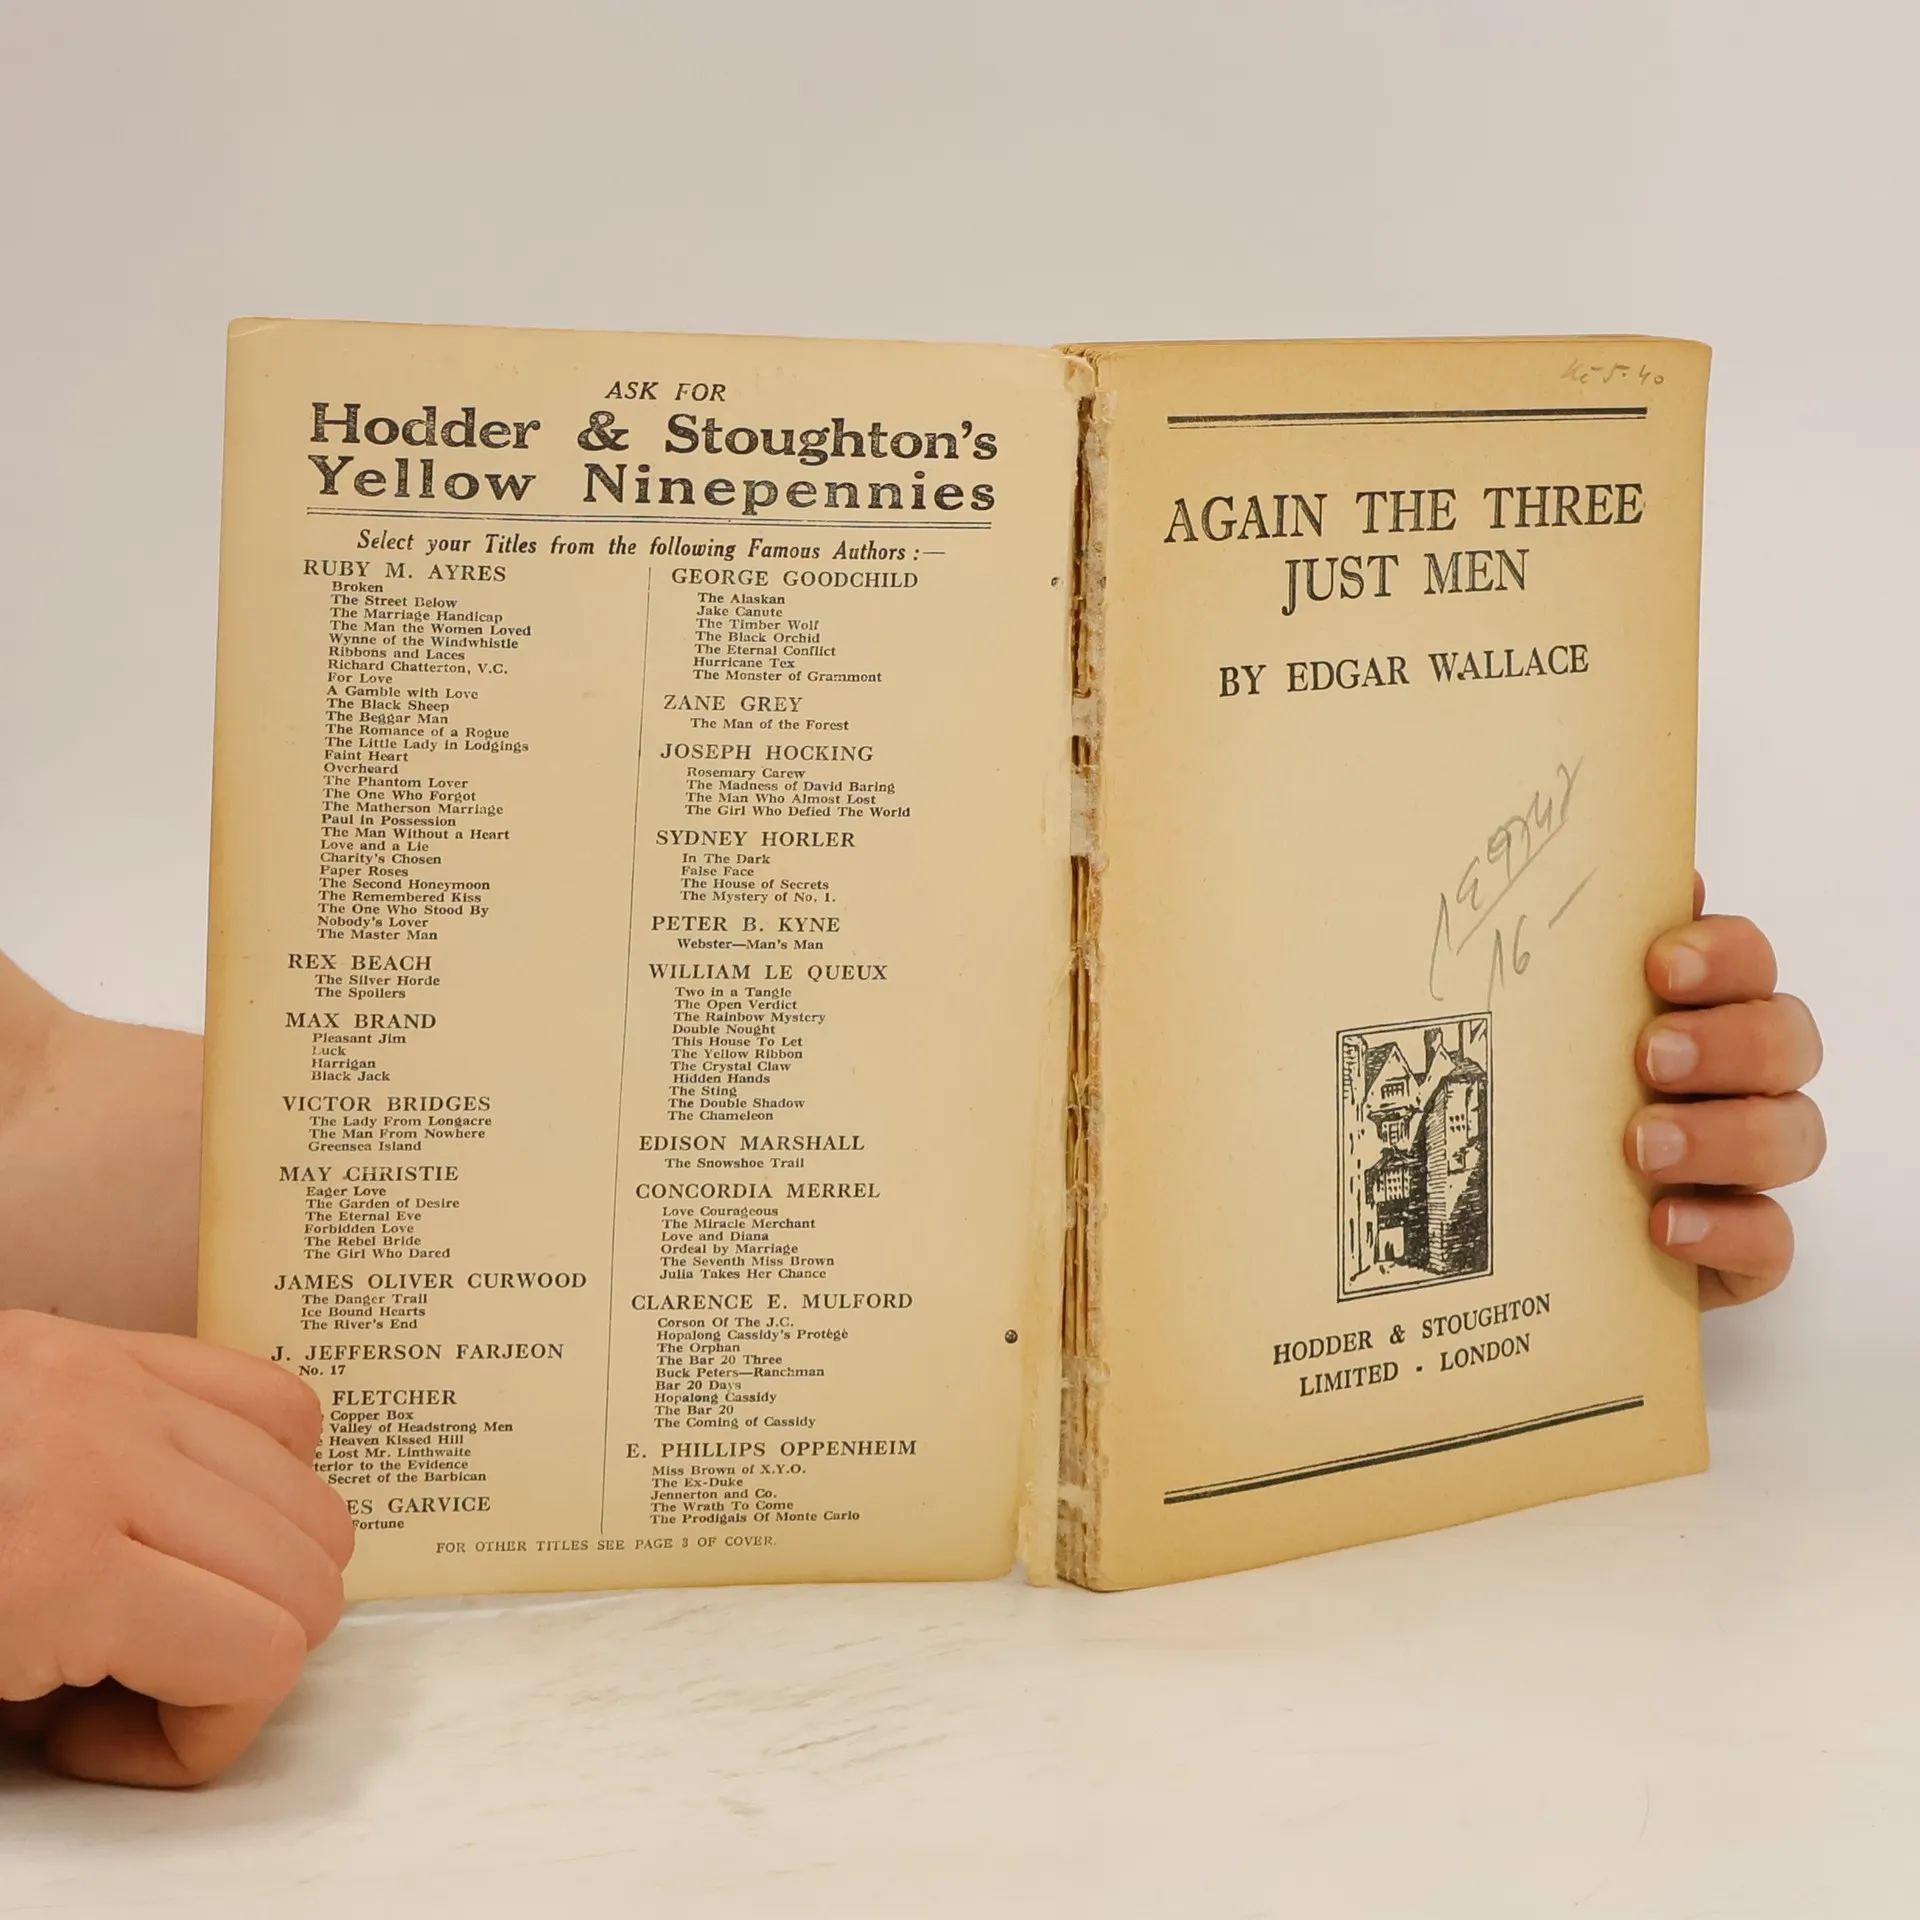 ASK FOR
Hodder & Stoughton's
Yellow Ninepennies
Select your Titles from the following Famous Authors :—
RUBY M. AYRES
Broken
The Street Below
The Marriage Handicap
The Man the Women Loved
Wynne of the Windwhistle
Ribbons and Laces
Richard Chatterton, V.C.
For Love
A Gamble with Love
The Black Sheep
The Beggar Man
The Romance of a Rogue
The Little Lady in Lodgings
Faint Heart
Overheard
The Phantom Lover
The One Who Forgot
The Matherson Marriage
Paul in Possession
The Man Without a Heart
Love and a Lie
Charity's Chosen
Paper Roses
The Second Honeymoon
The Remembered Kiss
The One Who Stood By
Nobody's Lover
The Master Man
REX BEACH
The Silver Horde
The Spoilers
MAX BRAND
Pleasant Jim
Luck
Harrigan
Black Jack
VICTOR BRIDGES
The Lady From Longacre
The Man From Nowhere
Greensea Island
MAY CHRISTIE
Eager Love
The Garden of Desire
The Eternal Eve
Forbidden Love
The Rebel Bride
The Girl Who Dared
JAMES OLIVER CURWOOD
The Danger Trail
Ice Bound Hearts
The River's End
J. JEFFERSON FARJEON
No. 17
FLETCHER
Copper Box
Valley of Headstrong Men
Heaven Kissed Hill
Lost Mr. Linthwaite
terior to the Evidence
Secret of the Barbican
ES GARVICE
Fortune
GEORGE GOODCHILD
The Alaskan
Jake Canute
The Timber Wolf
The Black Orchid
The Eternal Conflict
Hurricane Tex
The Monster of Grammont
ZANE GREY
The Man of the Forest
JOSEPH HOCKING
Rosemary Carew
The Madness of David Baring
The Man Who Almost Lost
The Girl Who Defied The World
SYDNEY HORLER
In The Dark
False Face
The House of Secrets
The Mystery of No. 1.
PETER B. KYNE
Webster—Man's Man
WILLIAM LE QUEUX
Two in a Tangle
The Open Verdict
The Rainbow Mystery
Double Nought
This House To Let
The Yellow Ribbon
The Crystal Claw
Hidden Hands
The Sting
The Double Shadow
The Chameleon
EDISON MARSHALL
The Snowshoe Trail
CONCORDIA MERREL
Love Courageous
The Miracle Merchant
Love and Diana
Ordeal by Marriage
The Seventh Miss Brown
Julia Takes Her Chance
CLARENCE E. MULFORD
Corson Of The J.C.
Hopalong Cassidy's Protégé
The Orphan
The Bar 20 Three
Buck Peters—Ranchman
Bar 20 Days
Hopalong Cassidy
The Bar 20
The Coming of Cassidy
E. PHILLIPS OPPENHEIM
Miss Brown of X.Y.O.
The Ex-Duke
Jennerton and Co.
The Wrath To Come
The Prodigals Of Monte Carlo
FOR OTHER TITLES SEE PAGE 3 OF COVER.
AGAIN THE THREE
JUST MEN
BY EDGAR WALLACE
16 —
HODDER & STOUGHTON
LIMITED · LONDON